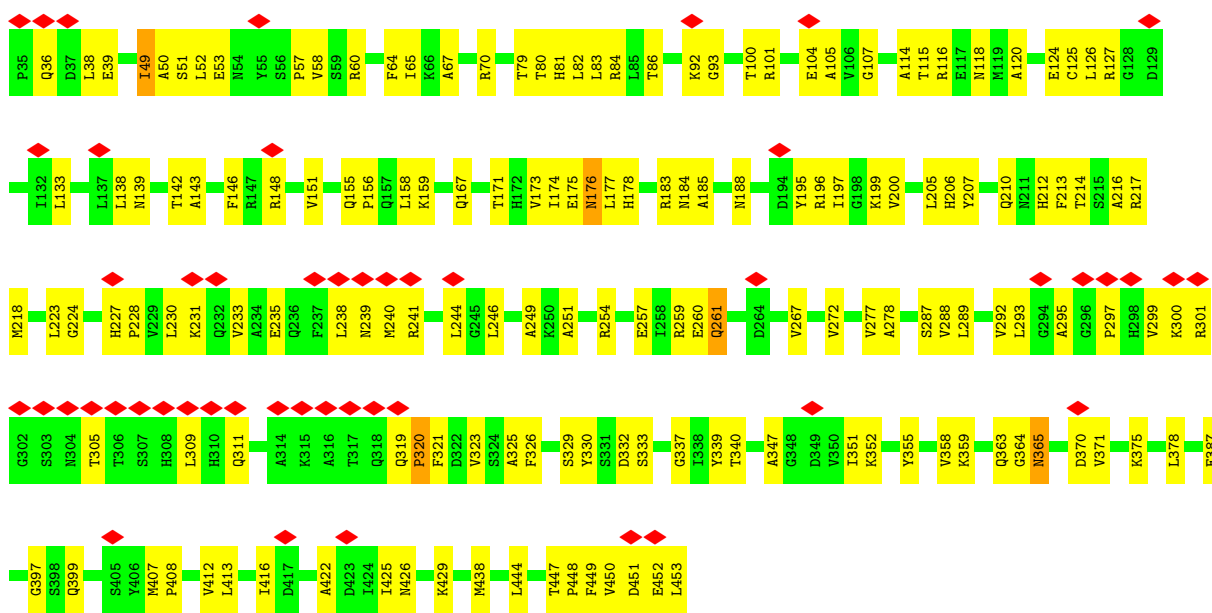 P35 Q36 D37 L38 E39 I49 A50 S51 L52 E53 N54 Y55 S56 P57 V58 S59 R60 F64 I65 K66 A67 R70 T79 T80 H81 L82 L83 R84 L85 T86 K92 G93 T100 R101 E104 A105 V106 G107 A114 T115 R116 E117 N118 M119 A120 E124 C125 L126 R127 G128 D129
I132 L133 L137 L138 N139 T142 A143 F146 R147 R148 V151 Q155 P156 Q157 L158 K159 Q167 T171 H172 V173 I174 E175 N176 L177 H178 R183 N184 A185 N188 D194 Y195 R196 I197 G198 K199 V200 L205 H206 Y207 Q210 N211 H212 F213 T214 S215 A216 R217
M218 L223 G224 H227 P228 V229 L230 K231 Q232 V233 A234 E235 Q236 F237 L238 N239 M240 R241 L244 G245 L246 A249 K250 A251 R254 E257 I258 R259 E260 Q261 D264 V267 V272 V277 A278 S287 V288 L289 V292 L293 G294 A295 G296 P297 H298 V299 K300 R301
G302 S303 N304 T305 T306 S307 H308 L309 H310 Q311 A314 K315 A316 T317 Q318 Q319 P320 F321 D322 V323 S324 A325 F326 S329 Y330 S331 D332 S333 G337 I338 Y339 T340 A347 G348 D349 V350 I351 K352 Y355 V358 K359 Q363 G364 N365 D370 V371 K375 L378
G397 S398 Q399 S405 Y406 M407 P408 V412 L413 I416 D417 A422 D423 I424 I425 N426 K429 M438 L444 T447 P448 F449 V450 D451 E452 L453